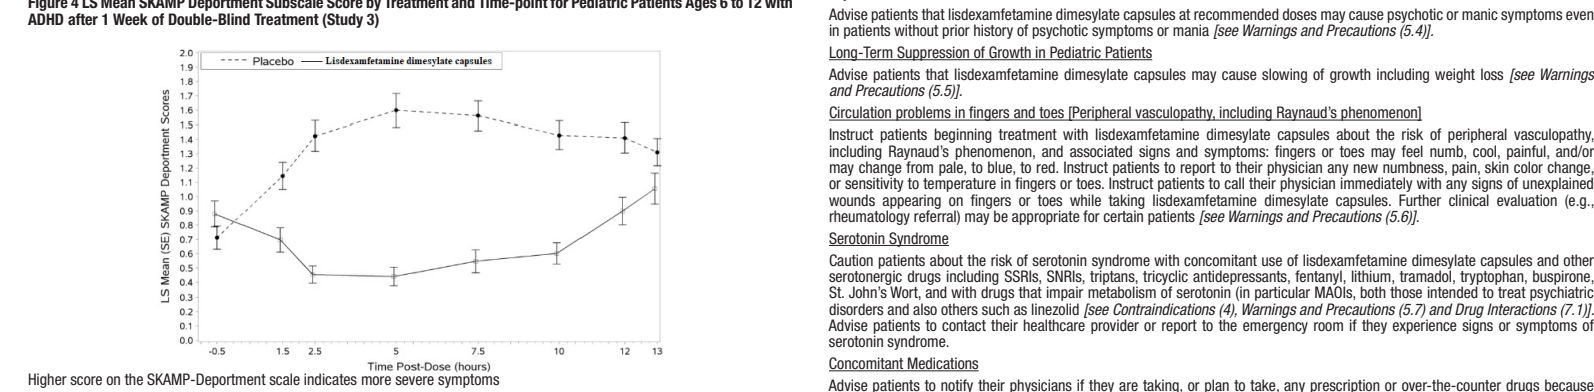 Figure 4 LS Mean SKAMP Deportment Subscale Score by Treatment and Time-point for Pediatric Patients Ages 6 to 12 with
ADHD after 1 Week of Double-Blind Treatment (Study 3)
Placebo
Lisdexamfetamine dimesylate capsules
LS Mean (SE) SKAMP Deportment Scores
2.0
1.9
1.8
1.7
1.6
1.5
1.4
1.3
1.2
1.1
1.0
0.9
0.8
0.7
0.6
0.5
0.4
0.3
0.2
0.1
0.0
-0.5 1.5 2.5 5 7.5 10 12 13
Time Post-Dose (hours)
Higher score on the SKAMP-Deportment scale indicates more severe symptoms
Advise patients that lisdexamfetamine dimesylate capsules at recommended doses may cause psychotic or manic symptoms even
in patients without prior history of psychotic symptoms or mania [see Warnings and Precautions (5.4)].
Long-Term Suppression of Growth in Pediatric Patients
Advise patients that lisdexamfetamine dimesylate capsules may cause slowing of growth including weight loss [see Warnings
and Precautions (5.5)].
Circulation problems in fingers and toes [Peripheral vasculopathy, including Raynaud's phenomenon]
Instruct patients beginning treatment with lisdexamfetamine dimesylate capsules about the risk of peripheral vasculopathy,
including Raynaud's phenomenon, and associated signs and symptoms: fingers or toes may feel numb, cool, painful, and/or
may change from pale, to blue, to red. Instruct patients to report to their physician any new numbness, pain, skin color change,
or sensitivity to temperature in fingers or toes. Instruct patients to call their physician immediately with any signs of unexplained
wounds appearing on fingers or toes while taking lisdexamfetamine dimesylate capsules. Further clinical evaluation (e.g.,
rheumatology referral) may be appropriate for certain patients [see Warnings and Precautions (5.6)].
Serotonin Syndrome
Caution patients about the risk of serotonin syndrome with concomitant use of lisdexamfetamine dimesylate capsules and other
serotonergic drugs including SSRIs, SNRIs, triptans, tricyclic antidepressants, fentanyl, lithium, tramadol, tryptophan, buspirone,
St. John's Wort, and with drugs that impair metabolism of serotonin (in particular MAOIs, both those intended to treat psychiatric
disorders and also others such as linezolid [see Contraindications (4), Warnings and Precautions (5.7) and Drug Interactions (7.1)].
Advise patients to contact their healthcare provider or report to the emergency room if they experience signs or symptoms of
serotonin syndrome.
Concomitant Medications
Advise patients to notify their physicians if they are taking, or plan to take, any prescription or over-the-counter drugs because